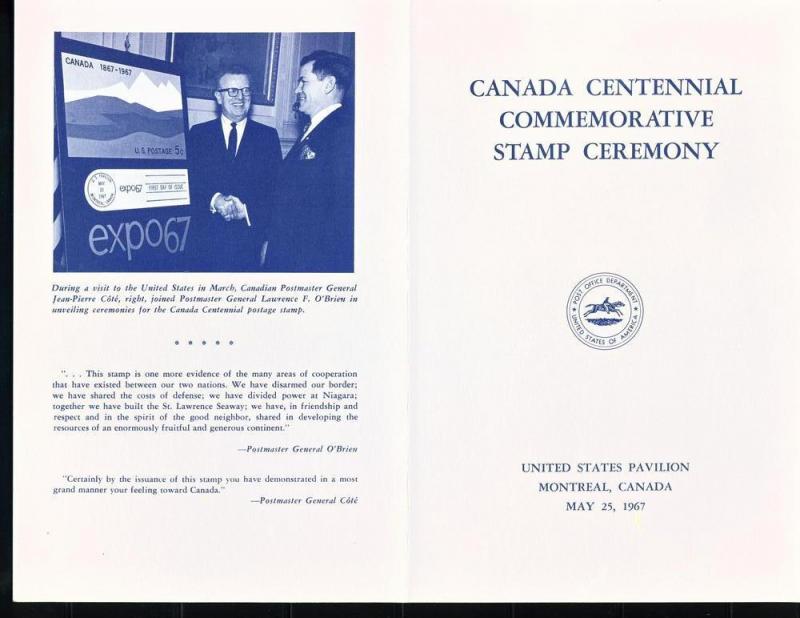 CANADA 1867-1967
U.S. POSTAGE 5¢
MAY
1967
expo67
FIRST DAY OF ISSUE
expo67
During a visit to the United States in March, Canadian Postmaster General
Jean-Pierre Côté, right, joined Postmaster General Lawrence F. O'Brien in
unveiling ceremonies for the Canada Centennial postage stamp.
* * * * *
". . . This stamp is one more evidence of the many areas of cooperation
that have existed between our two nations. We have disarmed our border;
we have shared the costs of defense; we have divided power at Niagara;
together we have built the St. Lawrence Seaway; we have, in friendship and
respect and in the spirit of the good neighbor, shared in developing the
resources of an enormously fruitful and generous continent."
—Postmaster General O'Brien
"Certainly by the issuance of this stamp you have demonstrated in a most
grand manner your feeling toward Canada."
—Postmaster General Côté
CANADA CENTENNIAL
COMMEMORATIVE
STAMP CEREMONY
POST OFFICE DEPARTMENT
UNITED STATES OF AMERICA
UNITED STATES PAVILION
MONTREAL, CANADA
MAY 25, 1967